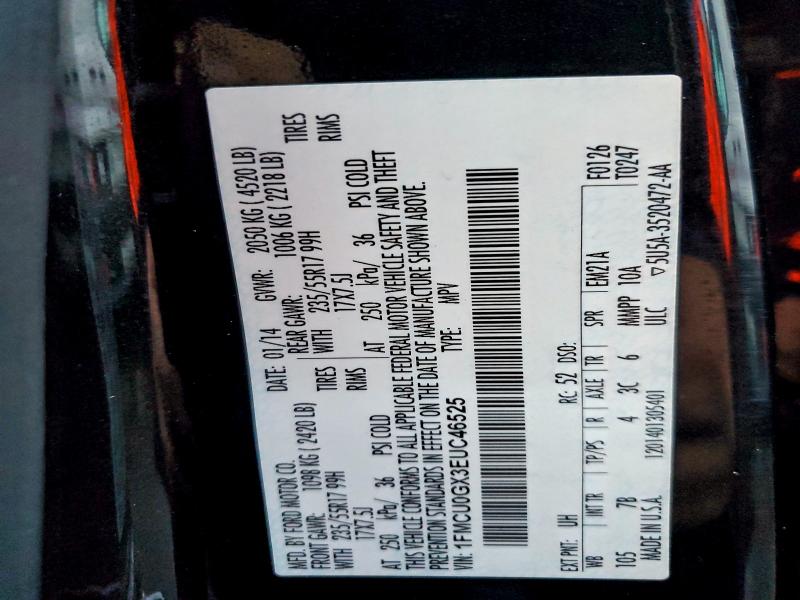 MFD. BY FORD MOTOR CO.
DATE: 01/14 GVWR: 2050 KG ( 4520 LB)
FRONT GAWR: 1098 KG ( 2420 LB)
REAR GAWR: 1006 KG ( 2218 LB)
WITH 235/55R17 99H TIRES
WITH 235/55R17 99H TIRES
17X7.5J RIMS
17X7.5J RIMS
AT 250 kPa/ 36 PSI COLD
AT 250 kPa/ 36 PSI COLD
THIS VEHICLE CONFORMS TO ALL APPLICABLE FEDERAL MOTOR VEHICLE SAFETY AND THEFT
PREVENTION STANDARDS IN EFFECT ON THE DATE OF MANUFACTURE SHOWN ABOVE.
VIN: 1FMCU0GX3EUC46525 TYPE: MPV
EXT PNT: UH RC: 52 DSO:
WB INTTR TP/PS R AXLE TR SPR EM21A F0126
105 7B 4 3C 6 MMPP 10A T0247
MADE IN U.S.A. 1201401305401 ULC ▽5U5A-3520472-AA